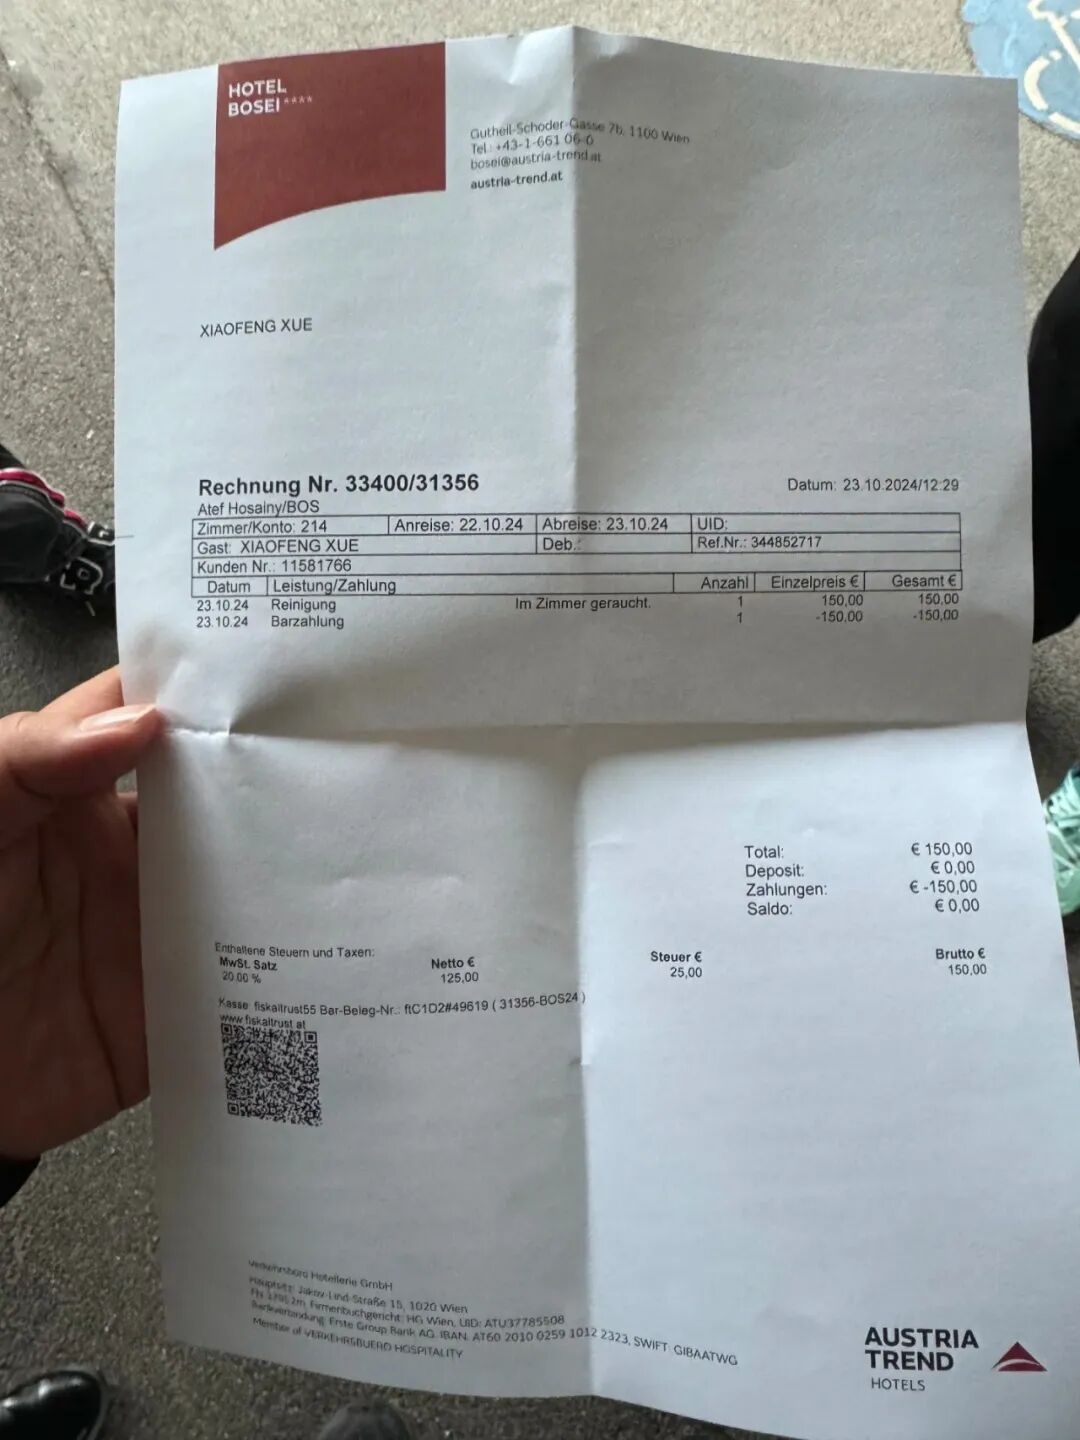 HOTEL
BOSEI****
Gutheil-Schoder-Gasse 7b, 1100 Wien
Tel.: +43-1-661 06-0
bosei@austria-trend.at
austria-trend.at
XIAOFENG XUE
Rechnung Nr. 33400/31356
Datum: 23.10.2024/12:29
Atef Hosainy/BOS
Zimmer/Konto: 214 Anreise: 22.10.24 Abreise: 23.10.24 UID:
Gast: XIAOFENG XUE Deb.: Ref.Nr.: 344852717
Kunden Nr.: 11581766
Datum Leistung/Zahlung Anzahl Einzelpreis € Gesamt €
23.10.24 Reinigung Im Zimmer geraucht. 1 150,00 150,00
23.10.24 Barzahlung 1 -150,00 -150,00
Total: € 150,00
Deposit: € 0,00
Zahlungen: € -150,00
Saldo: € 0,00
Enthaltene Steuern und Taxen:
MwSt. Satz Netto € Steuer € Brutto €
20.00 % 125,00 25,00 150,00
Kasse: fiskaltrust55 Bar-Beleg-Nr.: ftC1D2#49619 ( 31356-BOS24 )
www.fiskaltrust.at
Verkehrsbüro Hotellerie GmbH
Hauptsitz: Jakov-Lind-Straße 15, 1020 Wien
Firmenbuchgericht: HG Wien, UID: ATU37785508
Bankverbindung: Erste Group Bank AG, IBAN: AT60 2010 0259 1012 2323, SWIFT: GIBAATWG
Member of VERKEHRSBUERO HOSPITALITY
AUSTRIA
TREND
HOTELS